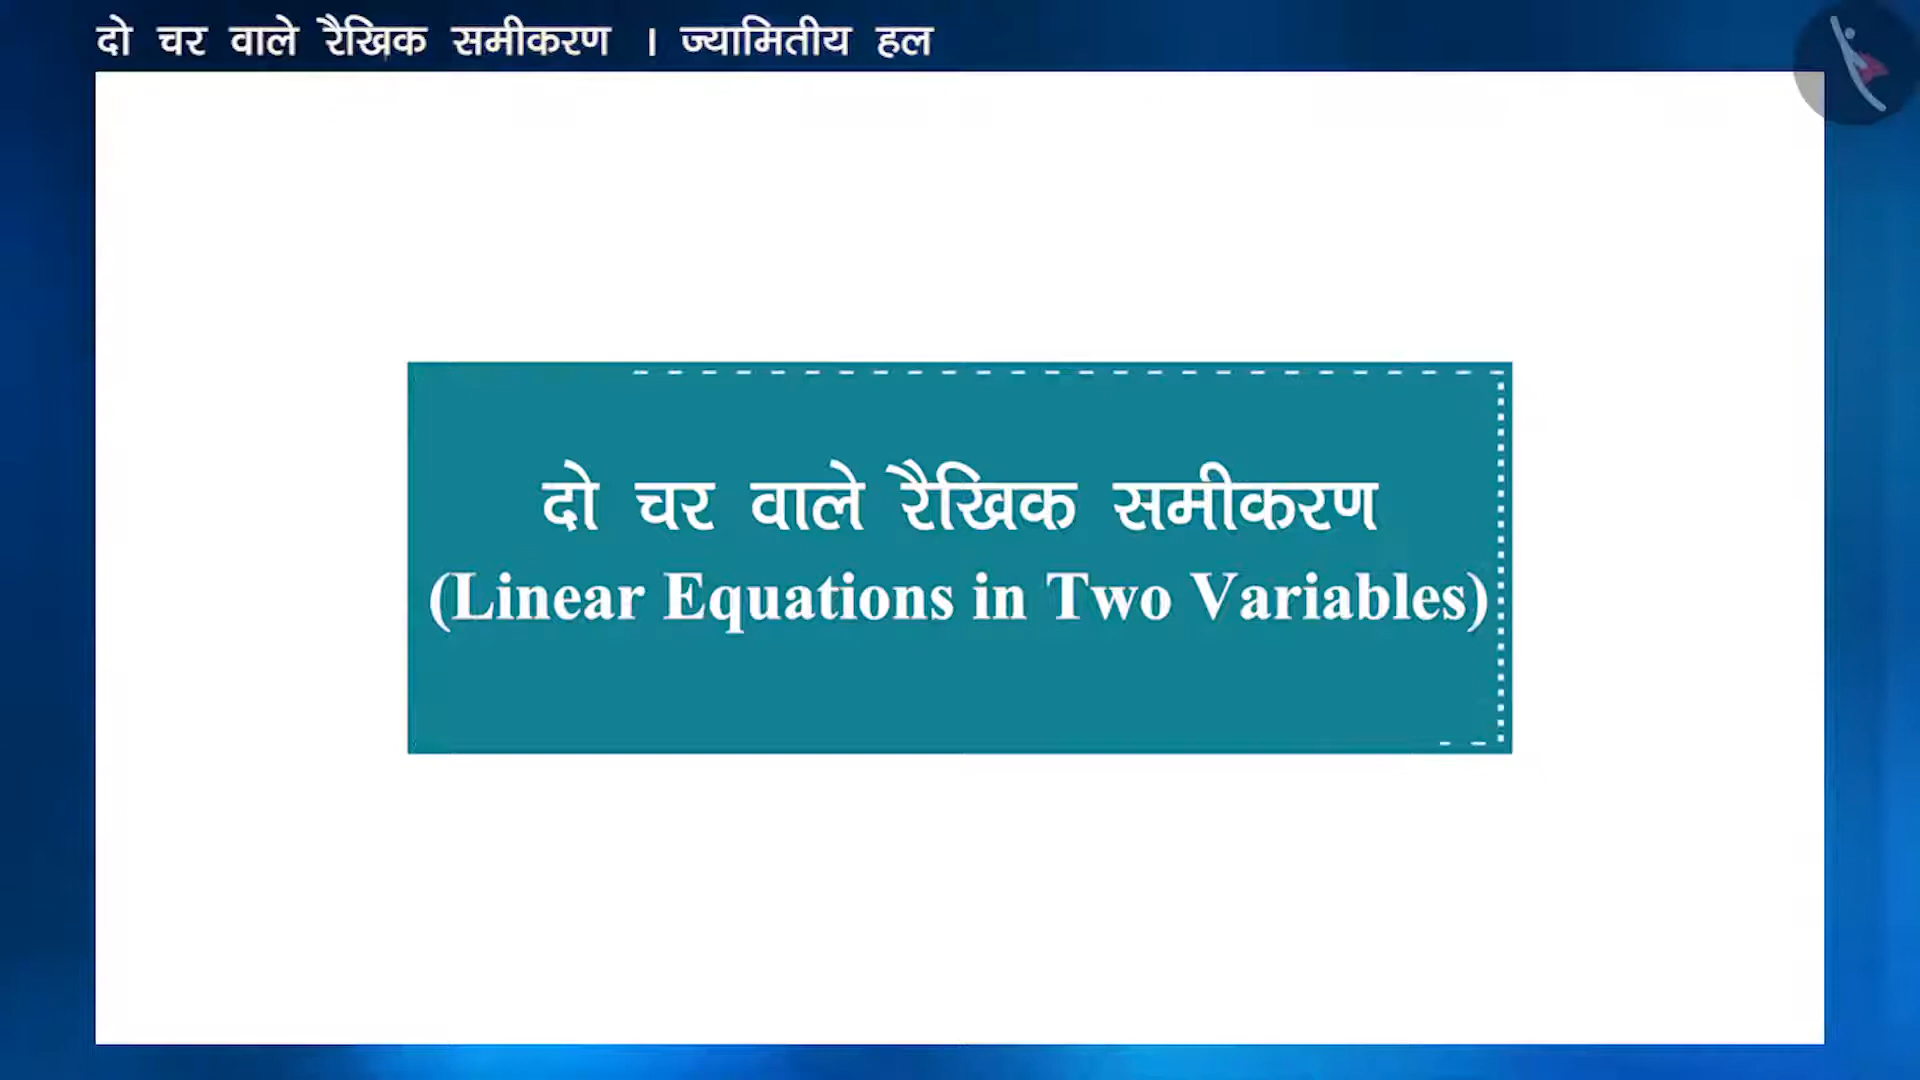 दो चर वाले रैखिक समीकरण । ज्यामितीय हल
दो चर वाले रैखिक समीकरण
(Linear Equations in Two Variables)